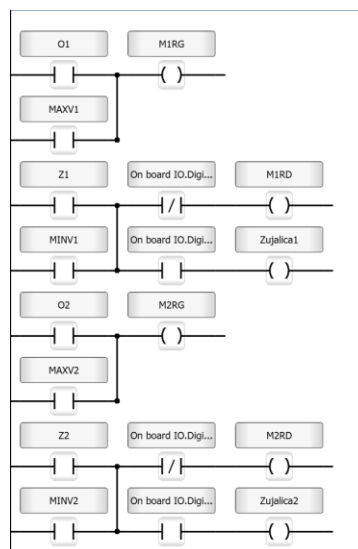 O1 M1RG
MAXV1
Z1 On board IO.Digi... M1RD
MINV1 On board IO.Digi... Zujalica1
O2 M2RG
MAXV2
Z2 On board IO.Digi... M2RD
MINV2 On board IO.Digi... Zujalica2